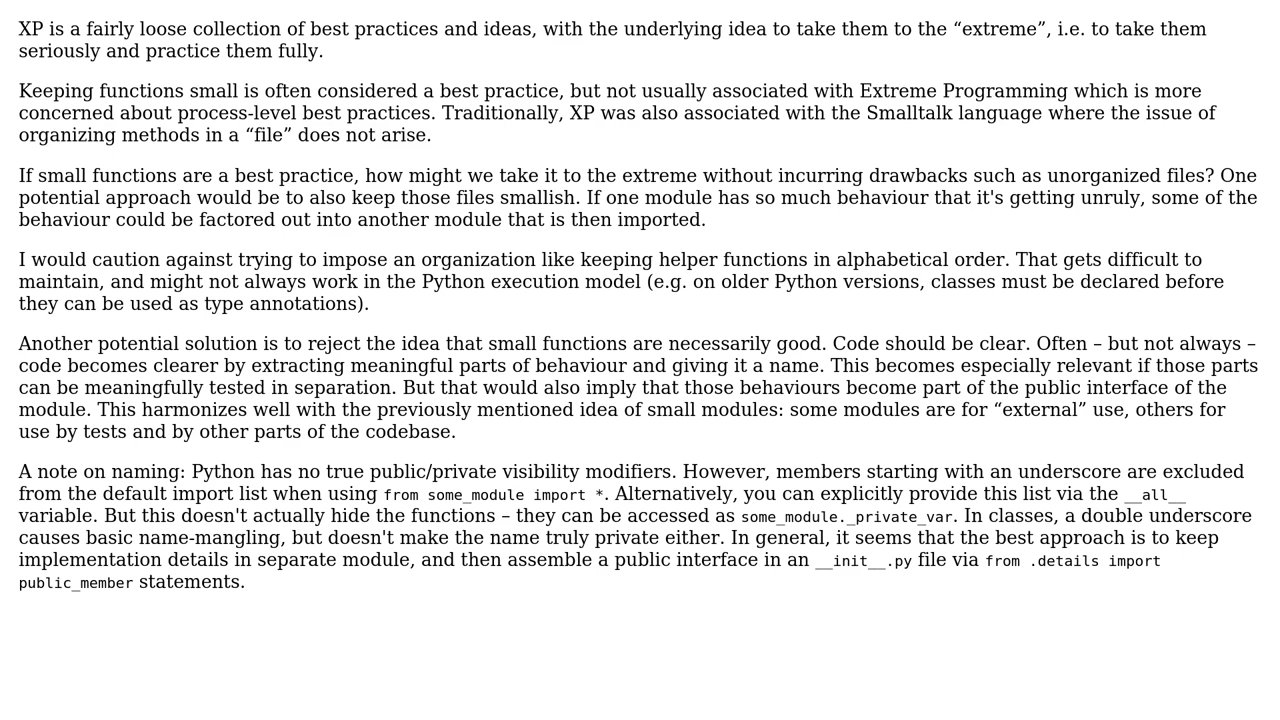 XP is a fairly loose collection of best practices and ideas, with the underlying idea to take them to the “extreme”, i.e. to take them
seriously and practice them fully.
Keeping functions small is often considered a best practice, but not usually associated with Extreme Programming which is more
concerned about process-level best practices. Traditionally, XP was also associated with the Smalltalk language where the issue of
organizing methods in a “file” does not arise.
If small functions are a best practice, how might we take it to the extreme without incurring drawbacks such as unorganized files? One
potential approach would be to also keep those files smallish. If one module has so much behaviour that it's getting unruly, some of the
behaviour could be factored out into another module that is then imported.
I would caution against trying to impose an organization like keeping helper functions in alphabetical order. That gets difficult to
maintain, and might not always work in the Python execution model (e.g. on older Python versions, classes must be declared before
they can be used as type annotations).
Another potential solution is to reject the idea that small functions are necessarily good. Code should be clear. Often – but not always –
code becomes clearer by extracting meaningful parts of behaviour and giving it a name. This becomes especially relevant if those parts
can be meaningfully tested in separation. But that would also imply that those behaviours become part of the public interface of the
module. This harmonizes well with the previously mentioned idea of small modules: some modules are for “external” use, others for
use by tests and by other parts of the codebase.
A note on naming: Python has no true public/private visibility modifiers. However, members starting with an underscore are excluded
from the default import list when using from some_module import *. Alternatively, you can explicitly provide this list via the __all__
variable. But this doesn't actually hide the functions – they can be accessed as some_module._private_var. In classes, a double underscore
causes basic name-mangling, but doesn't make the name truly private either. In general, it seems that the best approach is to keep
implementation details in separate module, and then assemble a public interface in an __init__.py file via from .details import
public_member statements.